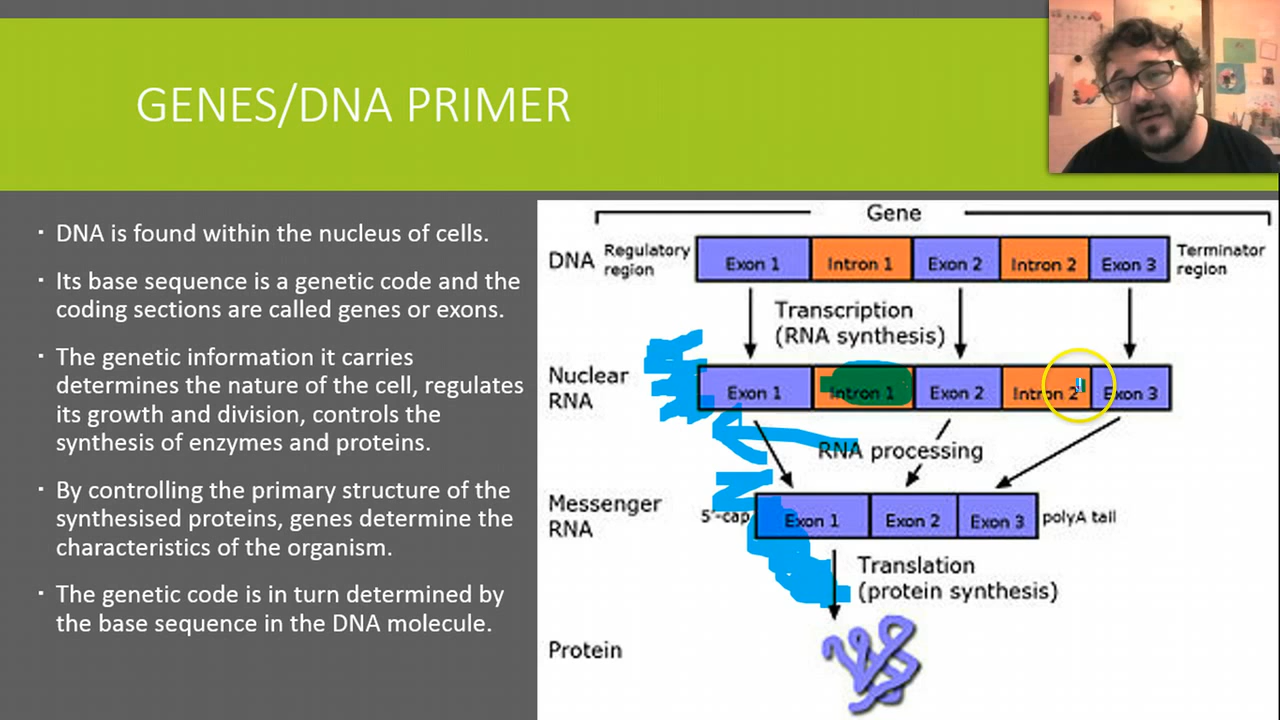 GENES/DNA PRIMER
· DNA is found within the nucleus of cells.
· Its base sequence is a genetic code and the
coding sections are called genes or exons.
· The genetic information it carries
determines the nature of the cell, regulates
its growth and division, controls the
synthesis of enzymes and proteins.
· By controlling the primary structure of the
synthesised proteins, genes determine the
characteristics of the organism.
· The genetic code is in turn determined by
the base sequence in the DNA molecule.
Gene
DNA
Regulatory
region
Exon 1
Intron 1
Exon 2
Intron 2
Exon 3
Terminator
region
Transcription
(RNA synthesis)
Nuclear
RNA
Exon 1
Intron 1
Exon 2
Intron 2
Exon 3
RNA processing
Messenger
RNA
5'-cap
Exon 1
Exon 2
Exon 3
polyA tail
Translation
(protein synthesis)
Protein